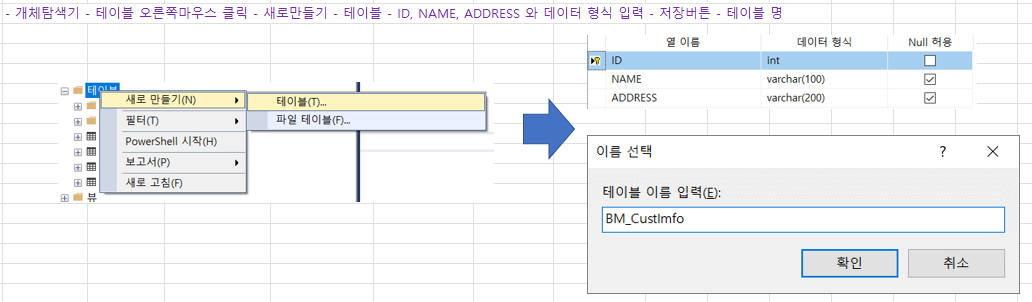 - 개체탐색기 - 테이블 오른쪽마우스 클릭 - 새로만들기 - 테이블 - ID, NAME, ADDRESS 와 데이터 형식 입력 - 저장버튼 - 테이블 명
테이블
새로 만들기(N)
필터(T)
PowerShell 시작(H)
보고서(P)
새로 고침(F)
뷰
테이블(T)...
파일 테이블(F)...
열 이름 데이터 형식 Null 허용
ID int
NAME varchar(100)
ADDRESS varchar(200)
이름 선택
테이블 이름 입력(E):
BM_CustImfo
확인 취소